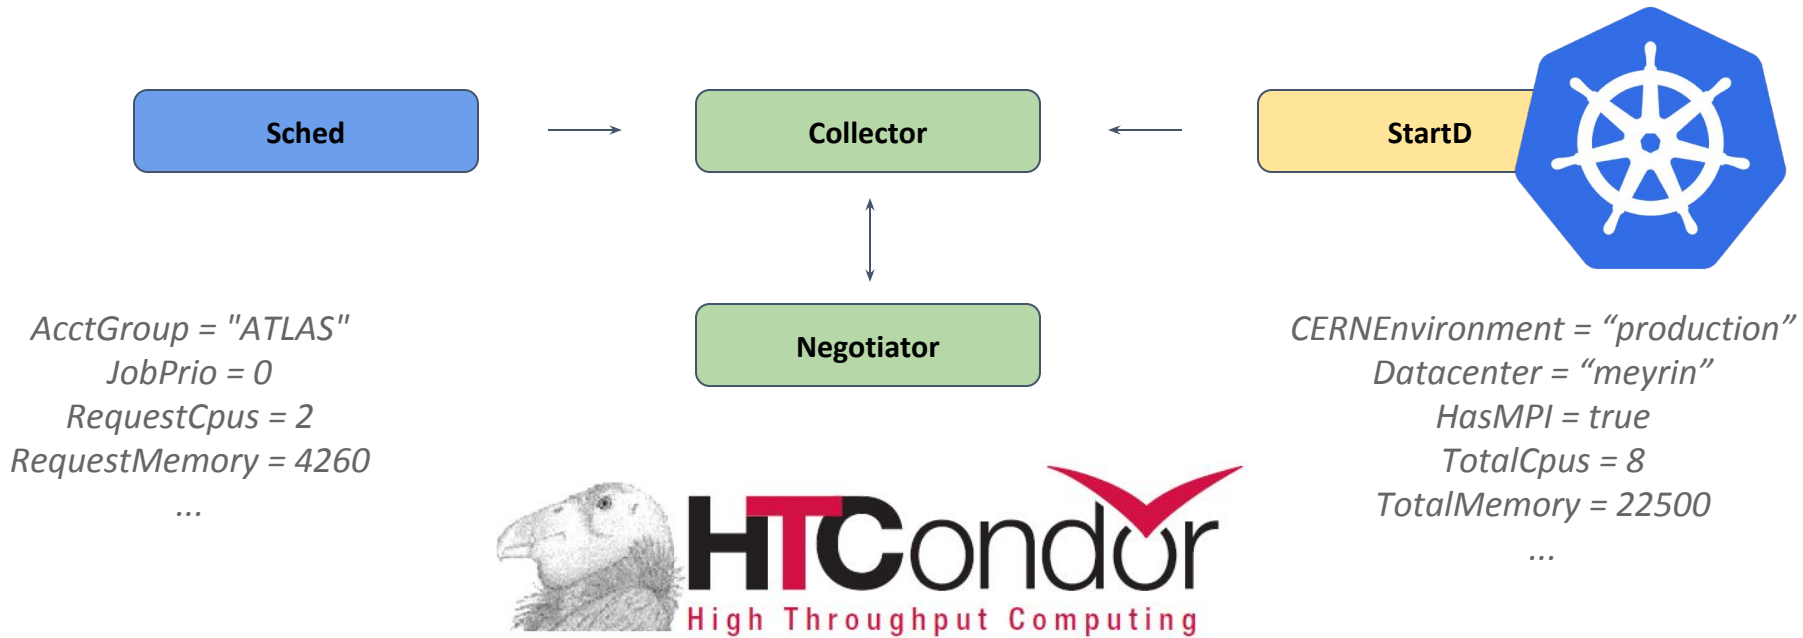 Sched
Collector
StartD
Negotiator
AcctGroup = "ATLAS"
JobPrio = 0
RequestCpus = 2
RequestMemory = 4260
...
CERNEnvironment = “production”
Datacenter = “meyrin”
HasMPI = true
TotalCpus = 8
TotalMemory = 22500
...
HTCondor
High Throughput Computing